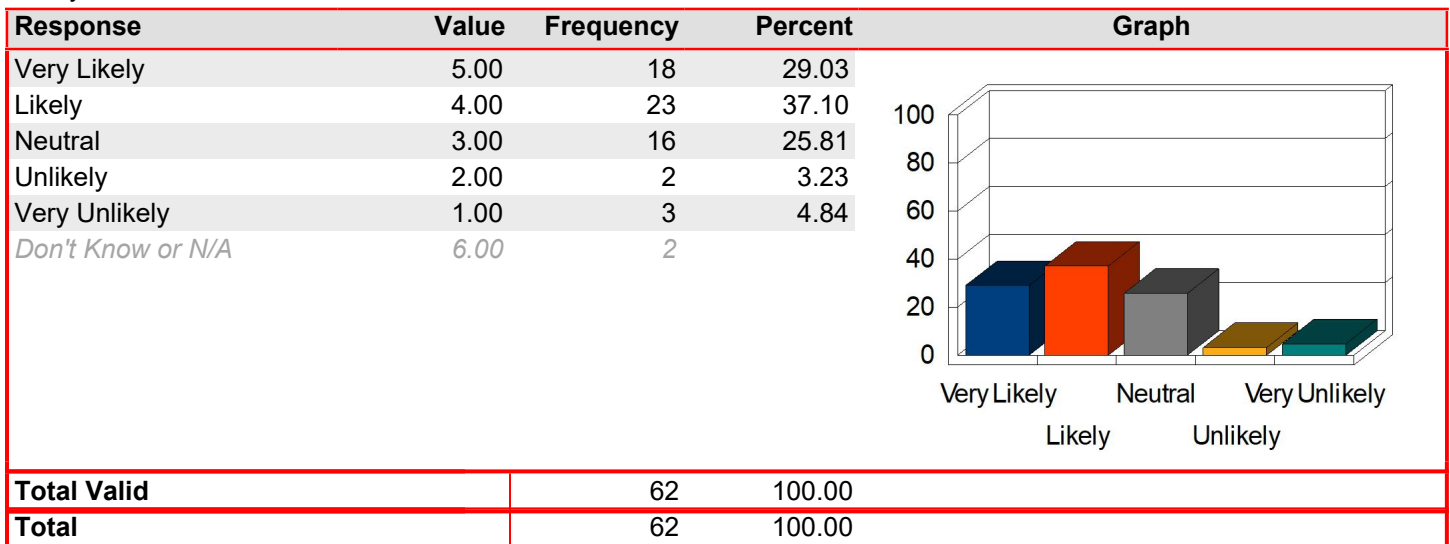 Response Value Frequency Percent Graph
Very Likely 5.00 18 29.03
Likely 4.00 23 37.10
Neutral 3.00 16 25.81
Unlikely 2.00 2 3.23
Very Unlikely 1.00 3 4.84
Don't Know or N/A 6.00 2
100
80
60
40
20
0
Very Likely Neutral Very Unlikely
Likely Unlikely
Total Valid 62 100.00
Total 62 100.00